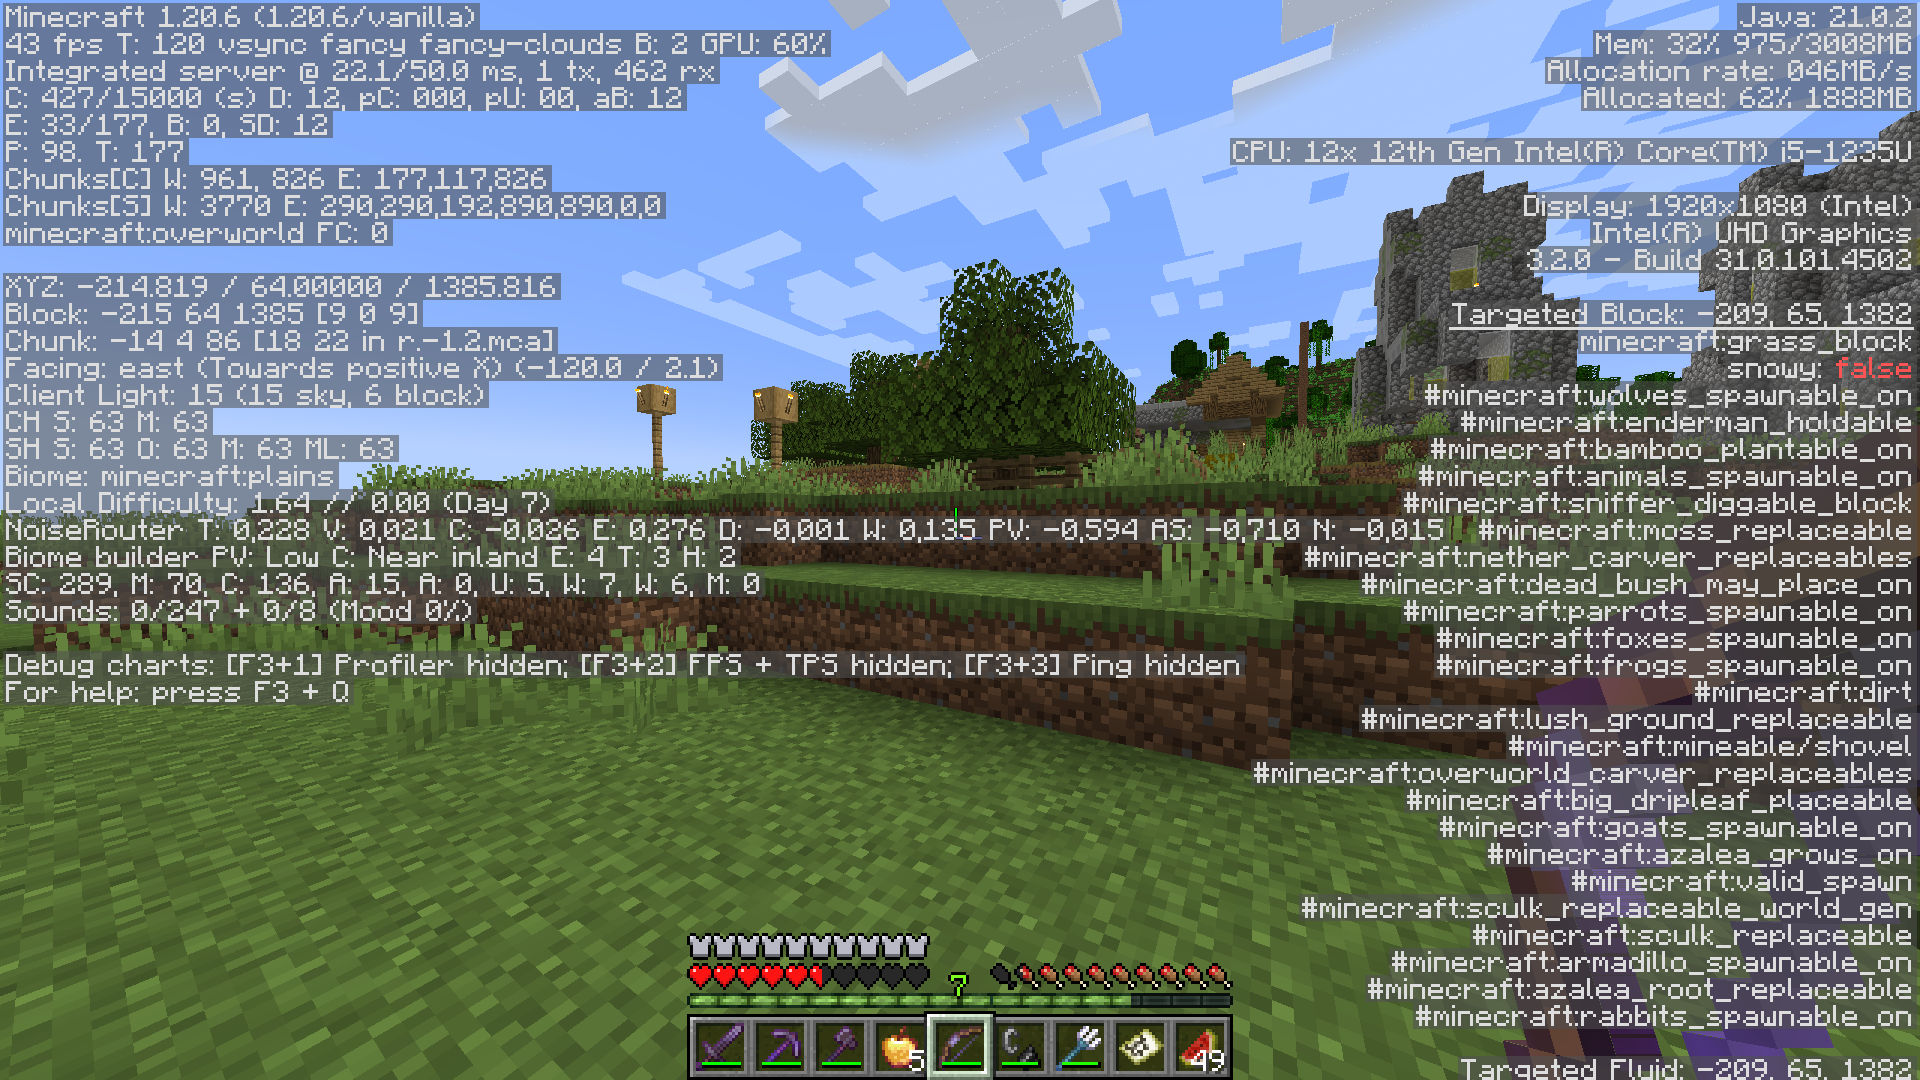 Minecraft 1.20.6 (1.20.6/vanilla)
43 fps T: 120 vsync fancy fancy-clouds B: 2 GPU: 60%
Integrated server @ 22.1/50.0 ms, 1 tx, 462 rx
C: 427/15000 (s) D: 12, pC: 000, pU: 00, aB: 12
E: 33/177, B: 0, SD: 12
P: 98. T: 177
Chunks[C] W: 961, 826 E: 177,117,826
Chunks[S] W: 3770 E: 290,290,192,890,890,0,0
minecraft:overworld FC: 0
XYZ: -214.819 / 64.00000 / 1385.816
Block: -215 64 1385 [9 0 9]
Chunk: -14 4 86 [18 22 in r.-1.2.mca]
Facing: east (Towards positive X) (-120.0 / 2.1)
Client Light: 15 (15 sky, 6 block)
CH S: 63 M: 63
SH S: 63 O: 63 M: 63 ML: 63
Biome: minecraft:plains
Local Difficulty: 1.64 // 0.00 (Day 7)
NoiseRouter T: 0,228 V: 0,021 C: -0,026 E: 0,276 D: -0,001 W: 0,135 PV: -0,594 AS: -0,710 N: -0,015
Biome builder PV: Low C: Near inland E: 4 T: 3 H: 2
SC: 289, M: 70, C: 136, A: 15, A: 0, U: 5, W: 7, W: 6, M: 0
Sounds: 0/247 + 0/8 (Mood 0%)
Debug charts: [F3+1] Profiler hidden; [F3+2] FPS + TPS hidden; [F3+3] Ping hidden
For help: press F3 + Q
Java: 21.0.2
Mem: 32% 975/3008MB
Allocation rate: 046MB/s
Allocated: 62% 1888MB
CPU: 12x 12th Gen Intel(R) Core(TM) i5-1235U
Display: 1920x1080 (Intel)
Intel(R) UHD Graphics
3.2.0 - Build 31.0.101.4502
Targeted Block: -209, 65, 1382
minecraft:grass_block
snowy: false
#minecraft:wolves_spawnable_on
#minecraft:enderman_holdable
#minecraft:bamboo_plantable_on
#minecraft:animals_spawnable_on
#minecraft:sniffer_diggable_block
#minecraft:moss_replaceable
#minecraft:nether_carver_replaceables
#minecraft:dead_bush_may_place_on
#minecraft:parrots_spawnable_on
#minecraft:foxes_spawnable_on
#minecraft:frogs_spawnable_on
#minecraft:dirt
#minecraft:lush_ground_replaceable
#minecraft:mineable/shovel
#minecraft:overworld_carver_replaceables
#minecraft:big_dripleaf_placeable
#minecraft:goats_spawnable_on
#minecraft:azalea_grows_on
#minecraft:valid_spawn
#minecraft:sculk_replaceable_world_gen
#minecraft:sculk_replaceable
#minecraft:armadillo_spawnable_on
#minecraft:azalea_root_replaceable
#minecraft:rabbits_spawnable_on
Targeted Fluid: -209, 65, 1382
7
5
49